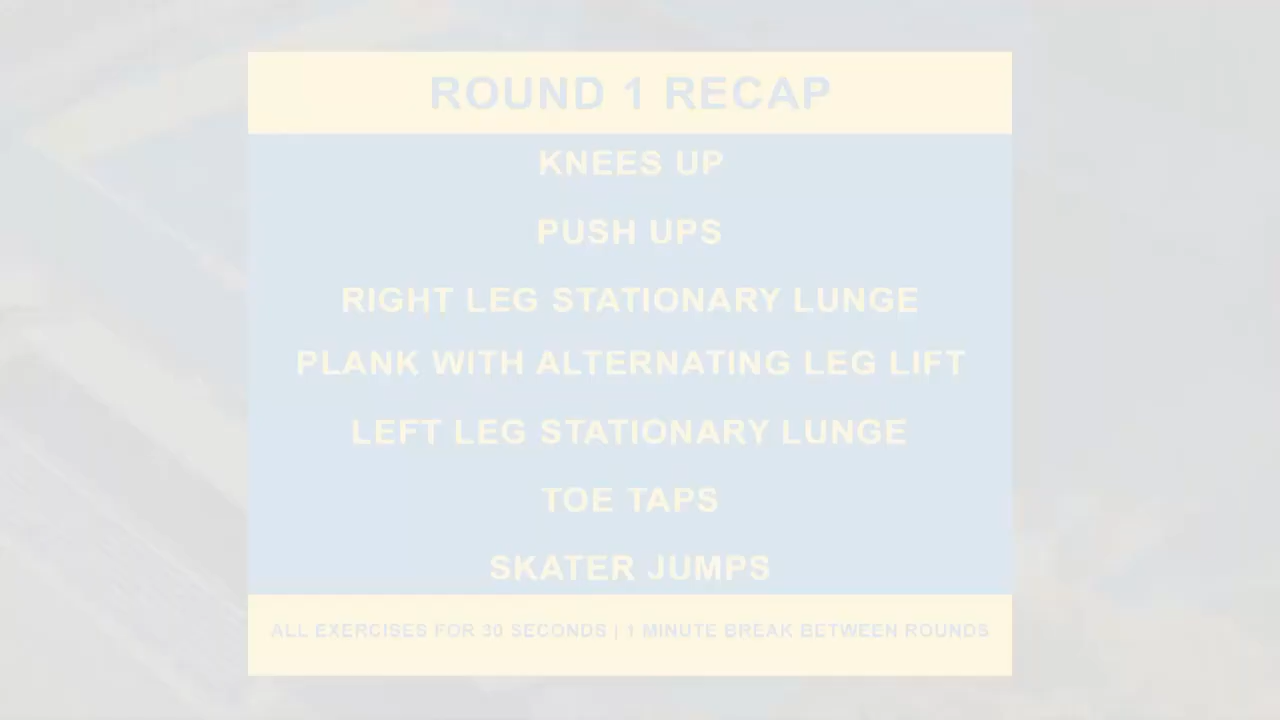 ROUND 1 RECAP
KNEES UP
PUSH UPS
RIGHT LEG STATIONARY LUNGE
PLANK WITH ALTERNATING LEG LIFT
LEFT LEG STATIONARY LUNGE
TOE TAPS
SKATER JUMPS
ALL EXERCISES FOR 30 SECONDS | 1 MINUTE BREAK BETWEEN ROUNDS